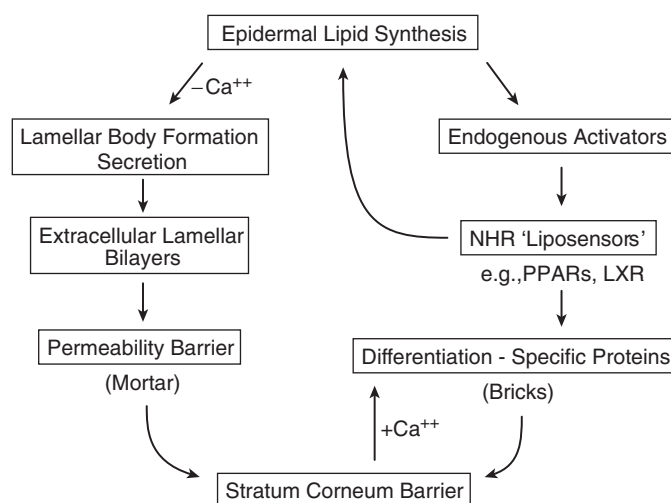 Epidermal Lipid Synthesis
−Ca⁺⁺
Lamellar Body Formation
Secretion
Endogenous Activators
Extracellular Lamellar
Bilayers
NHR ‘Liposensors’
e.g.,PPARs, LXR
Permeability Barrier
(Mortar)
Differentiation - Specific Proteins
(Bricks)
+Ca⁺⁺
Stratum Corneum Barrier